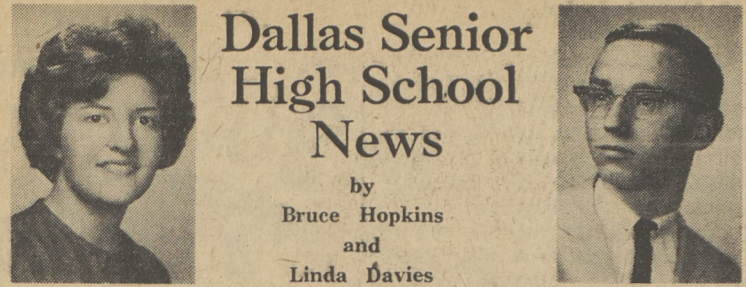 Dallas Senior
High School
News
by
Bruce Hopkins
and
Linda Davies